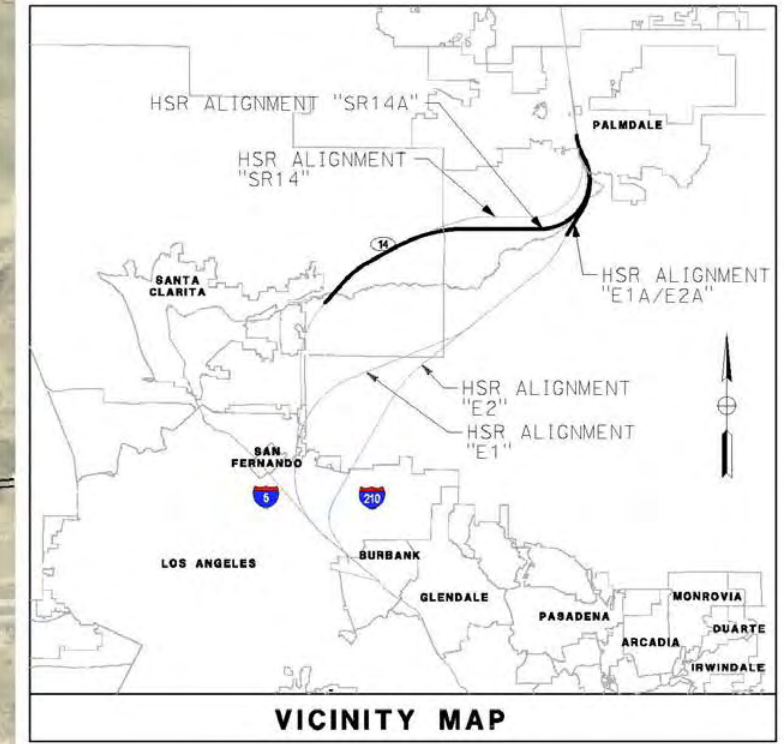 HSR ALIGNMENT "SR14A"
PALMDALE
HSR ALIGNMENT
"SR14"
14
SANTA
CLARITA
HSR ALIGNMENT
"E1A/E2A"
HSR ALIGNMENT
"E2"
HSR ALIGNMENT
"E1"
SAN
FERNANDO
5
210
LOS ANGELES
BURBANK
GLENDALE
PASADENA
MONROVIA
DUARTE
ARCADIA
IRWINDALE
VICINITY MAP